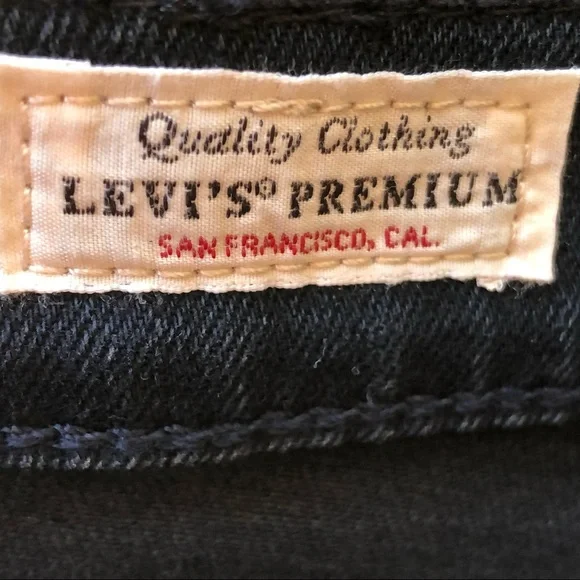 Quality Clothing
LEVI'S® PREMIUM
SAN FRANCISCO, CAL.